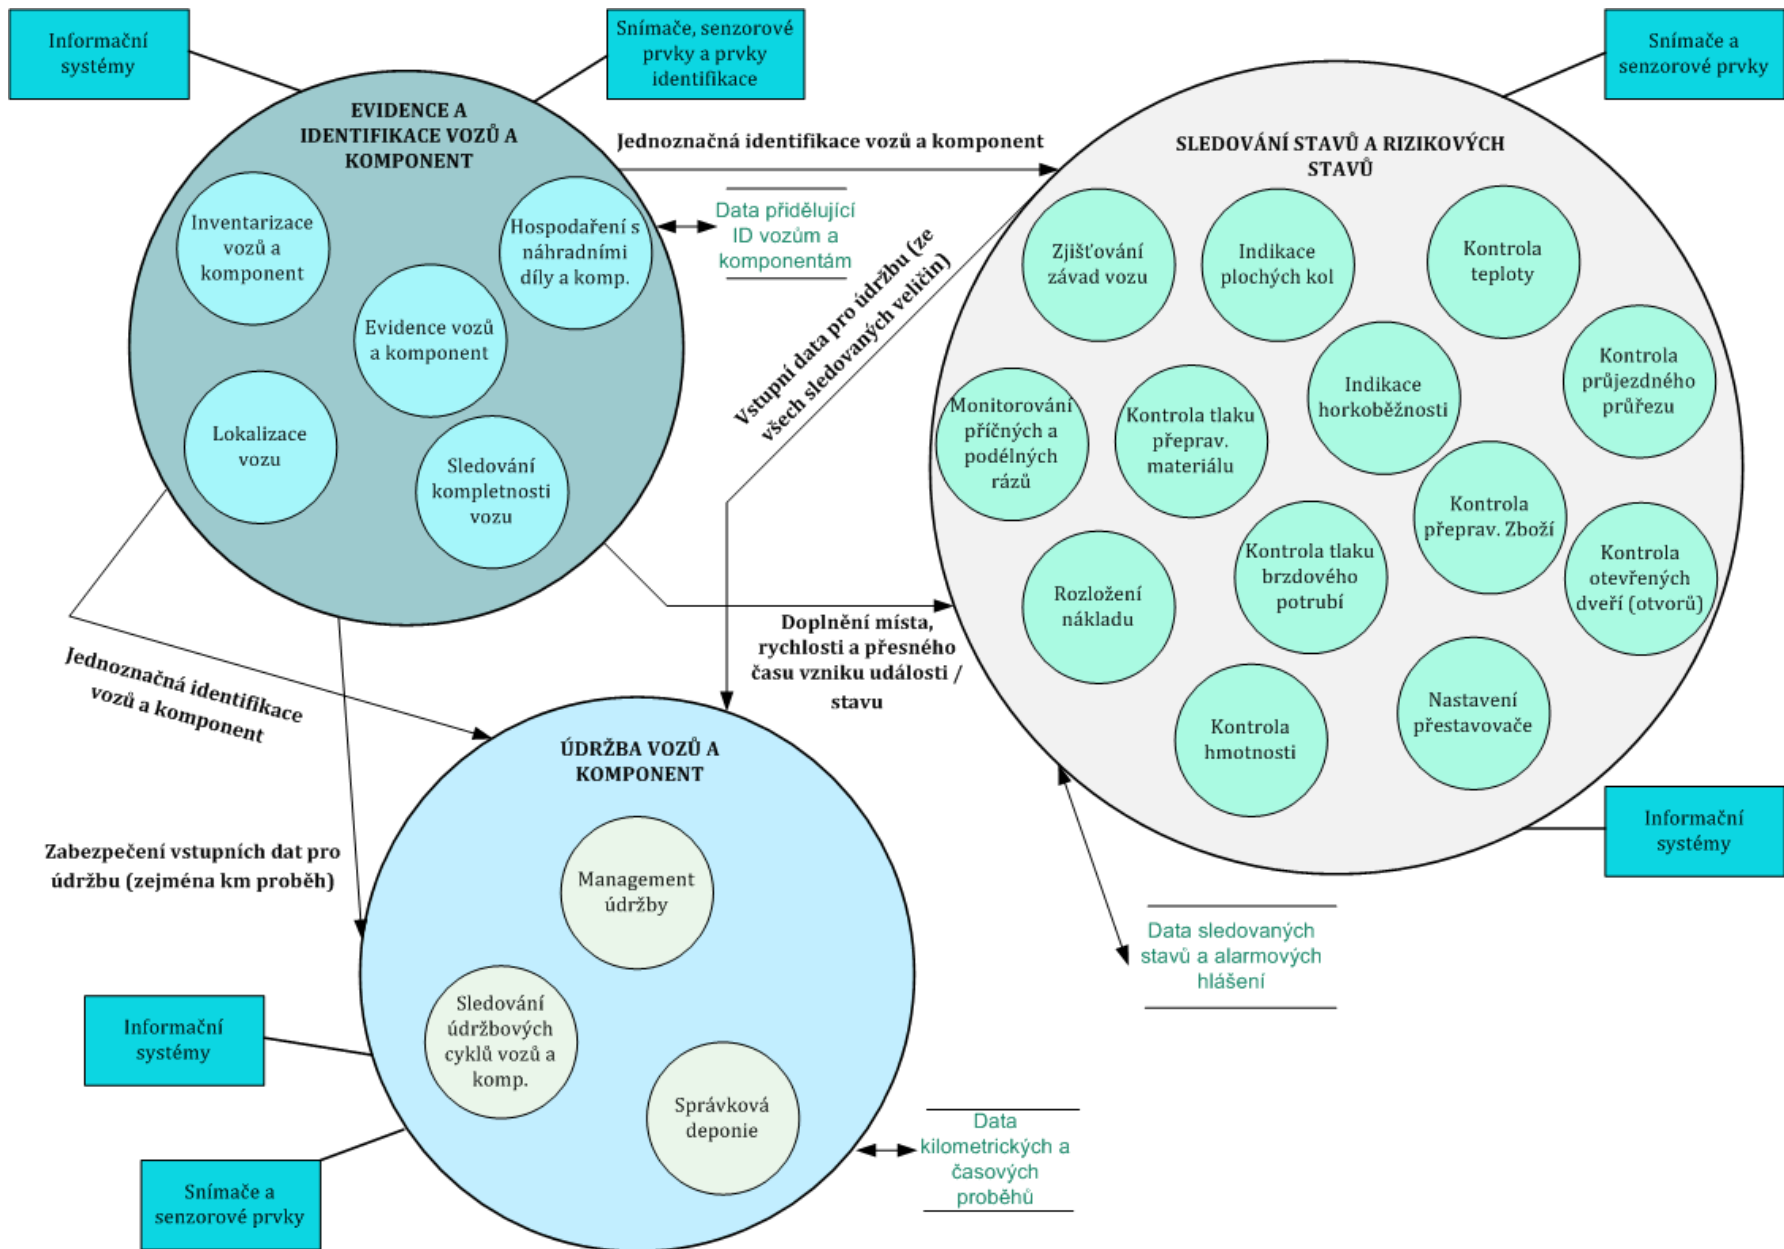 Informační
systémy
Snímače, senzorové
prvky a prvky
identifikace
Snímače a
senzorové prvky
EVIDENCE A
IDENTIFIKACE VOZŮ A
KOMPONENT
Inventarizace
vozů a
komponent
Hospodaření s
náhradními
díly a komp.
Evidence vozů
a komponent
Lokalizace
vozu
Sledování
kompletnosti
vozu
Jednoznačná identifikace vozů a komponent
Data přidělující
ID vozům a
komponentám
Vstupní data pro údržbu (ze
všech sledovaných veličin)
SLEDOVÁNÍ STAVŮ A RIZIKOVÝCH
STAVŮ
Zjišťování
závad vozu
Indikace
plochých kol
Kontrola
teploty
Kontrola
průjezdného
průřezu
Indikace
horkoběžnosti
Monitorování
příčných a
podélných
rázů
Kontrola tlaku
přeprav.
materiálu
Kontrola
přeprav. Zboží
Kontrola tlaku
brzdového
potrubí
Kontrola
otevřených
dveří (otvorů)
Rozložení
nákladu
Kontrola
hmotnosti
Nastavení
přestavovače
Doplnění místa,
rychlosti a přesného
času vzniku události /
stavu
Jednoznačná identifikace
vozů a komponent
Zabezpečení vstupních dat pro
údržbu (zejména km proběh)
ÚDRŽBA VOZŮ A
KOMPONENT
Management
údržby
Sledování
údržbových
cyklů vozů a
komp.
Správková
deponie
Informační
systémy
Data sledovaných
stavů a alarmových
hlášení
Informační
systémy
Snímače a
senzorové prvky
Data
kilometrických a
časových
proběhů